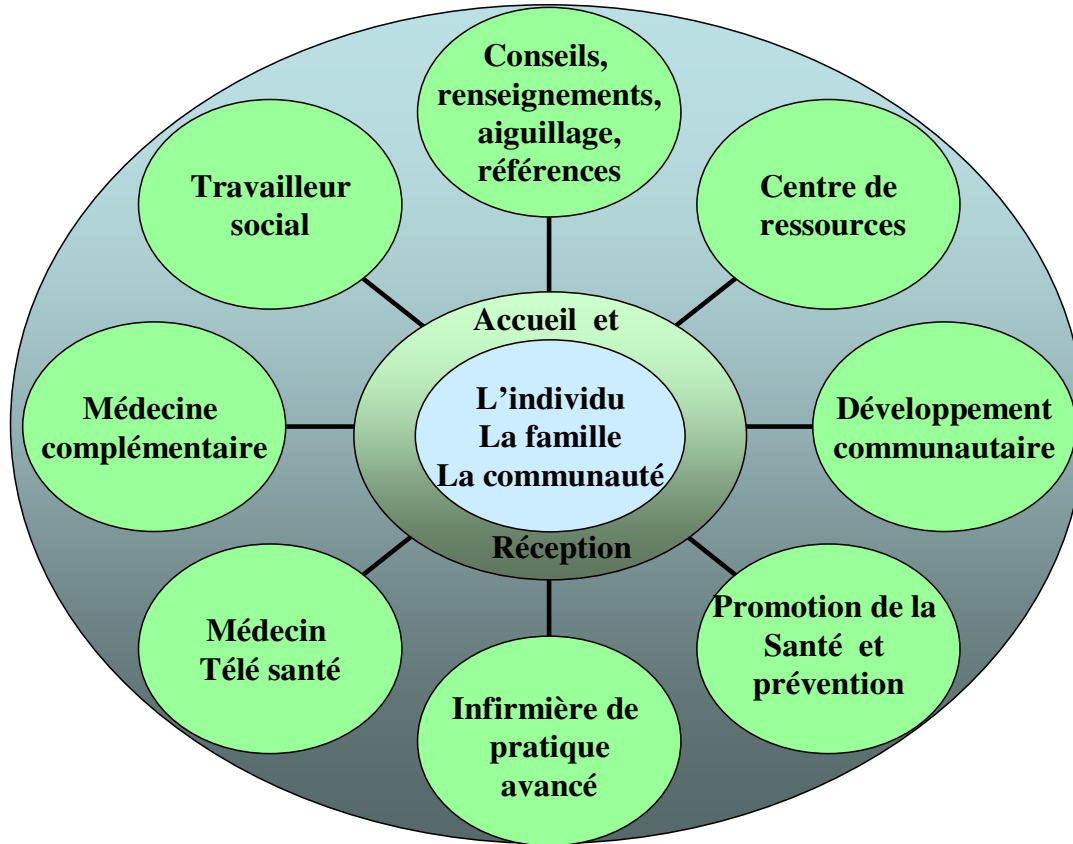 Conseils,
renseignements,
aiguillage,
références
Travailleur
social
Centre de
ressources
Accueil et
L’individu
La famille
La communauté
Réception
Médecine
complémentaire
Développement
communautaire
Médecin
Télé santé
Promotion de la
Santé et
prévention
Infirmière de
pratique
avancé